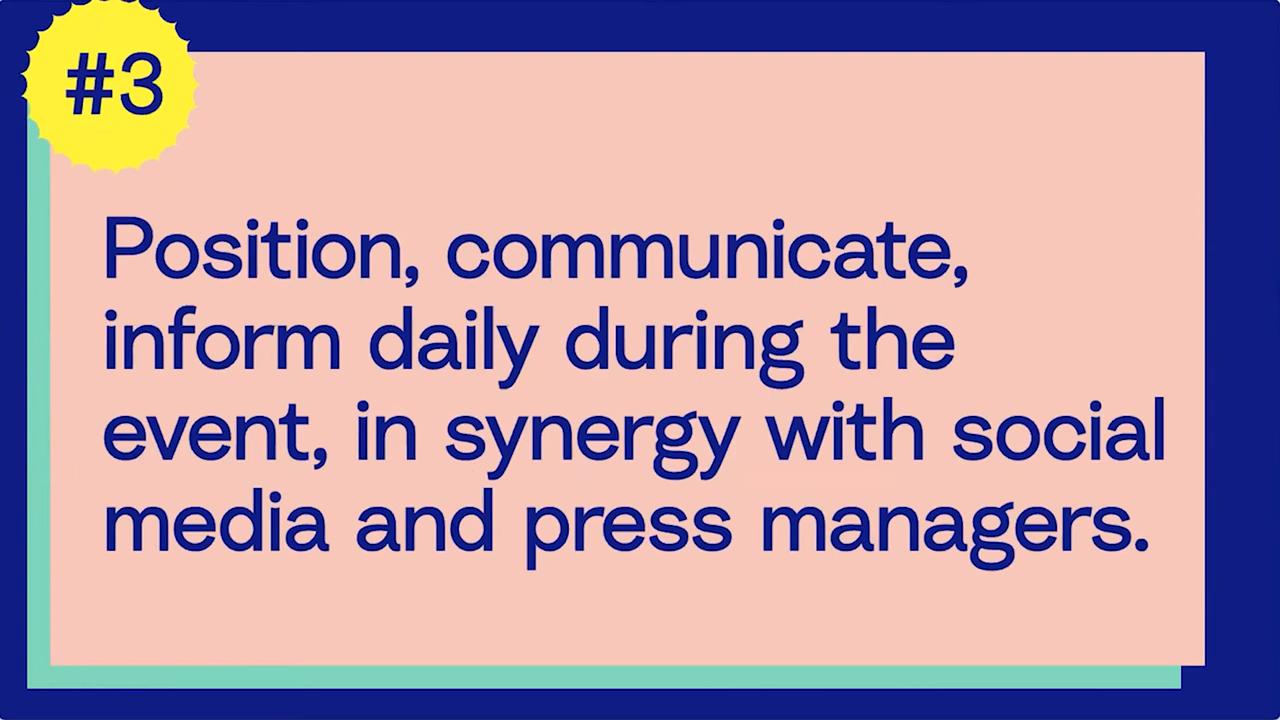 #3
Position, communicate,
inform daily during the
event, in synergy with social
media and press managers.